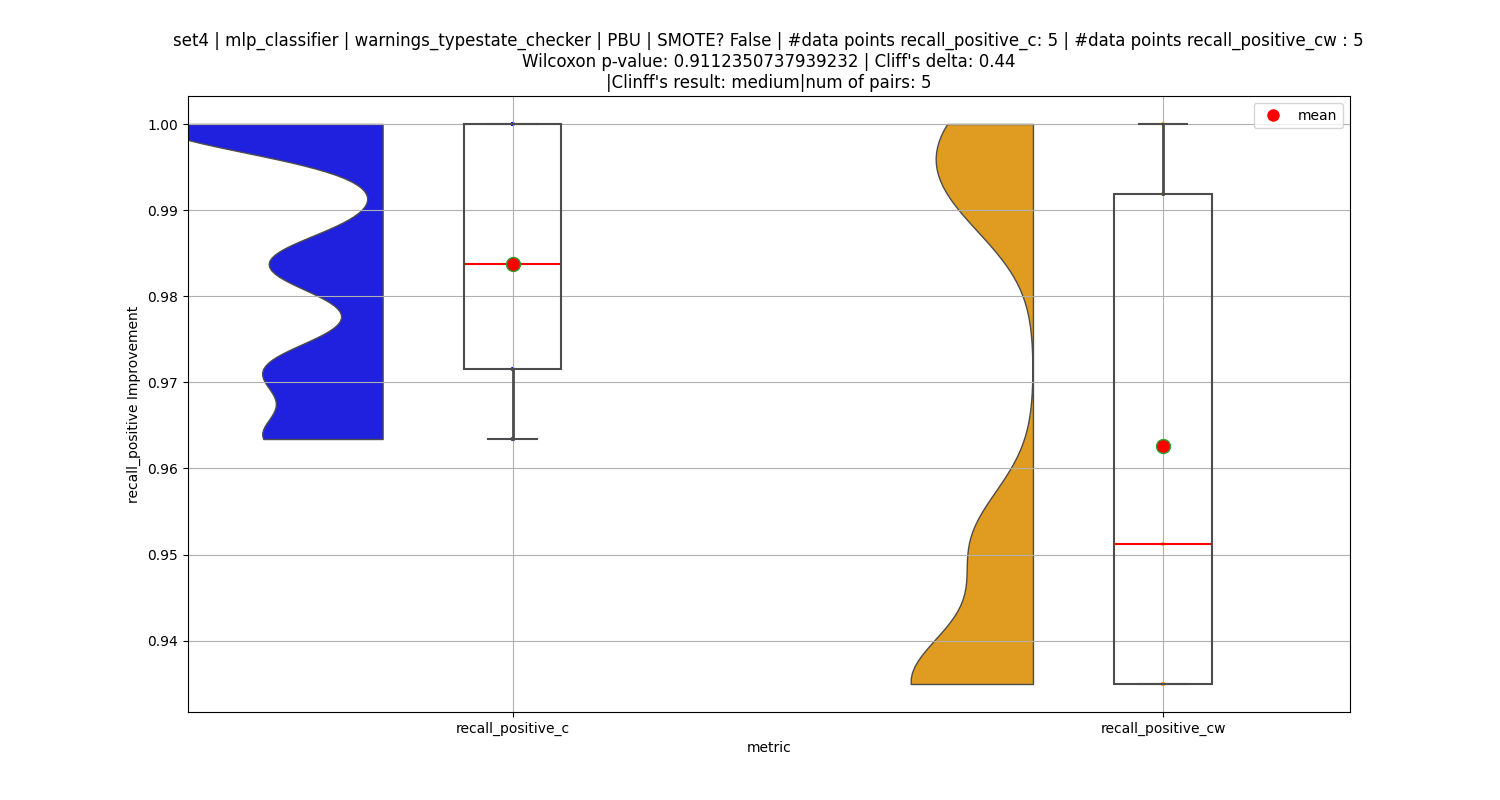 set4 | mlp_classifier | warnings_typestate_checker | PBU | SMOTE? False | #data points recall_positive_c: 5 | #data points recall_positive_cw : 5
Wilcoxon p-value: 0.9112350737939232 | Cliff's delta: 0.44
|Clinff's result: medium|num of pairs: 5
mean
1.00
0.99
0.98
0.97
0.96
0.95
0.94
recall_positive Improvement
recall_positive_c
recall_positive_cw
metric